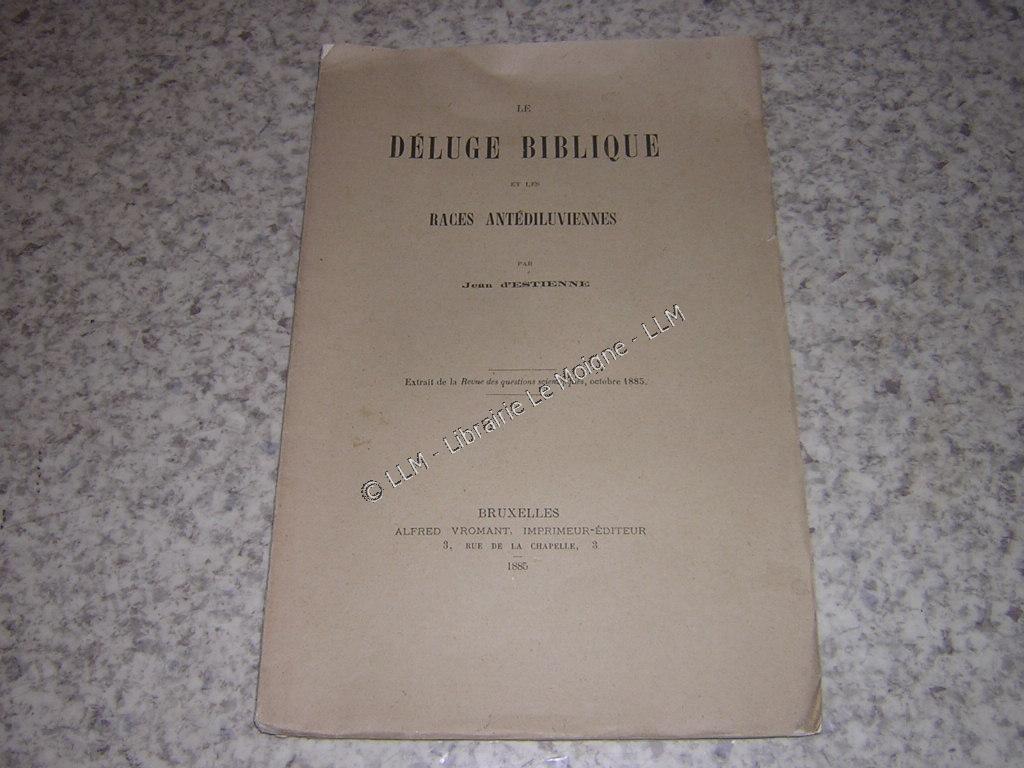 LE
DÉLUGE BIBLIQUE
ET LES
RACES ANTÉDILUVIENNES
PAR
Jean d'ESTIENNE
Extrait de la Revue des questions scientifiques, octobre 1885.
© LLM - Librairie Le Moigne - LLM
BRUXELLES
ALFRED VROMANT, IMPRIMEUR-ÉDITEUR
3, RUE DE LA CHAPELLE, 3
1885